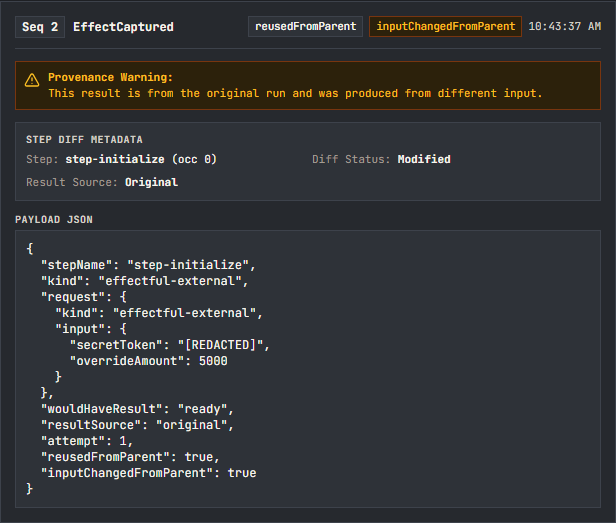 Seq 2 EffectCaptured reusedFromParent inputChangedFromParent 10:43:37 AM
Provenance Warning:
This result is from the original run and was produced from different input.
STEP DIFF METADATA
Step: step-initialize (occ 0) Diff Status: Modified
Result Source: Original
PAYLOAD JSON
{
  "stepName": "step-initialize",
  "kind": "effectful-external",
  "request": {
    "kind": "effectful-external",
    "input": {
      "secretToken": "[REDACTED]",
      "overrideAmount": 5000
    }
  },
  "wouldHaveResult": "ready",
  "resultSource": "original",
  "attempt": 1,
  "reusedFromParent": true,
  "inputChangedFromParent": true
}